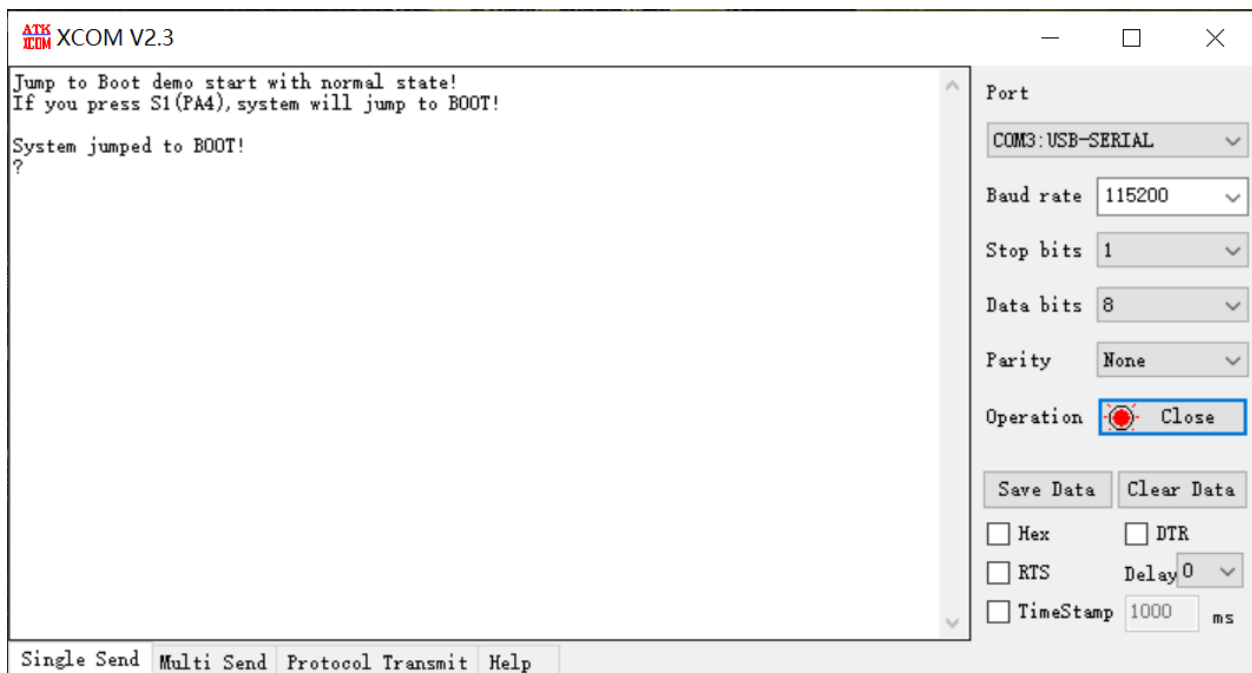 ATK
XCOM
XCOM V2.3
Jump to Boot demo start with normal state!
If you press S1(PA4),system will jump to BOOT!
System jumped to BOOT!
?
Port
COM3:USB-SERIAL
Baud rate 115200
Stop bits 1
Data bits 8
Parity None
Operation Close
Save Data Clear Data
Hex DTR
RTS Delay 0
TimeStamp 1000 ms
Single Send Multi Send Protocol Transmit Help